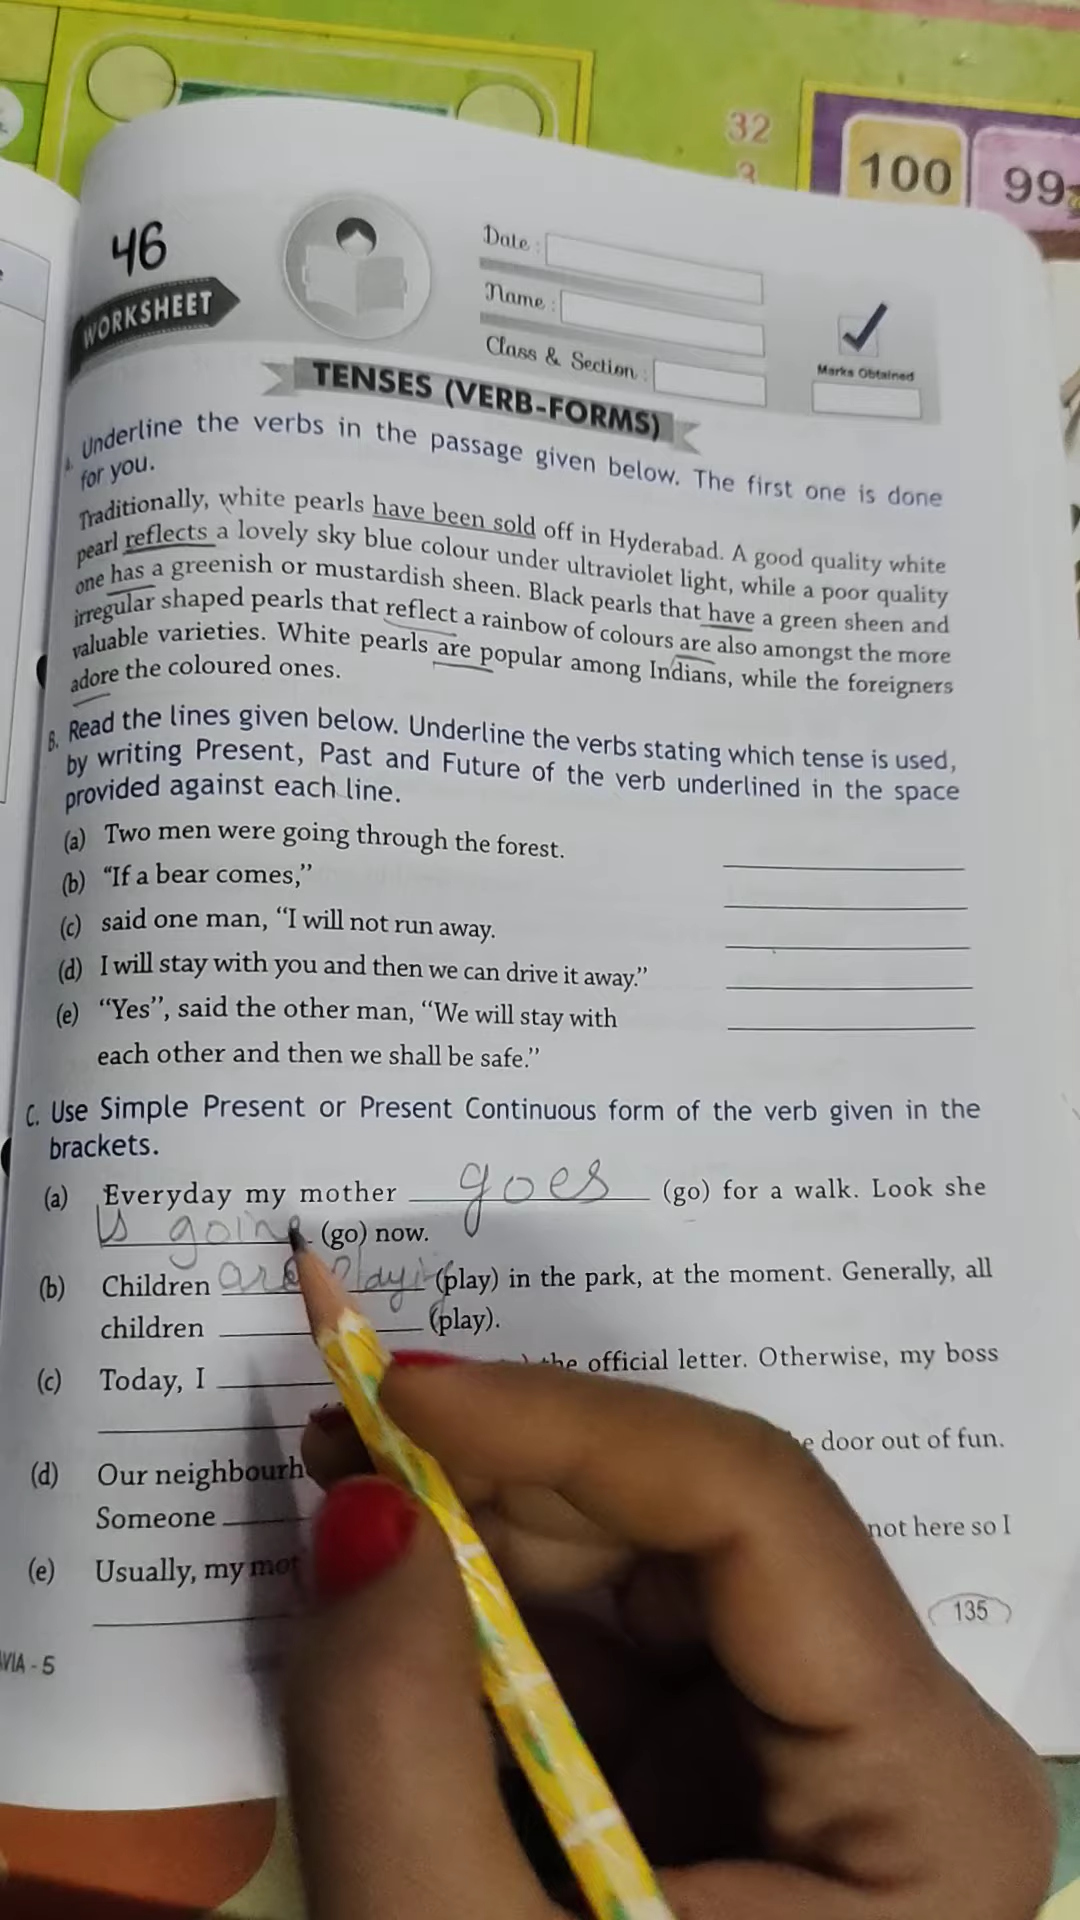 32
3
100 99
46
WORKSHEET
Date :
Name :
Class & Section :
Marks Obtained
TENSES (VERB-FORMS)
Underline the verbs in the passage given below. The first one is done
for you.
Traditionally, white pearls have been sold off in Hyderabad. A good quality white
pearl reflects a lovely sky blue colour under ultraviolet light, while a poor quality
one has a greenish or mustardish sheen. Black pearls that have a green sheen and
irregular shaped pearls that reflect a rainbow of colours are also amongst the more
valuable varieties. White pearls are popular among Indians, while the foreigners
adore the coloured ones.
B. Read the lines given below. Underline the verbs stating which tense is used,
by writing Present, Past and Future of the verb underlined in the space
provided against each line.
(a) Two men were going through the forest.
(b) “If a bear comes,”
(c) said one man, “I will not run away.
(d) I will stay with you and then we can drive it away.”
(e) “Yes”, said the other man, “We will stay with
each other and then we shall be safe.”
C. Use Simple Present or Present Continuous form of the verb given in the
brackets.
(a) Everyday my mother goes (go) for a walk. Look she
is going (go) now.
(b) Children are playing (play) in the park, at the moment. Generally, all
children (play).
(c) Today, I the official letter. Otherwise, my boss
door out of fun.
(d) Our
Someone not here so I
(e) Usually, my
135
- 5